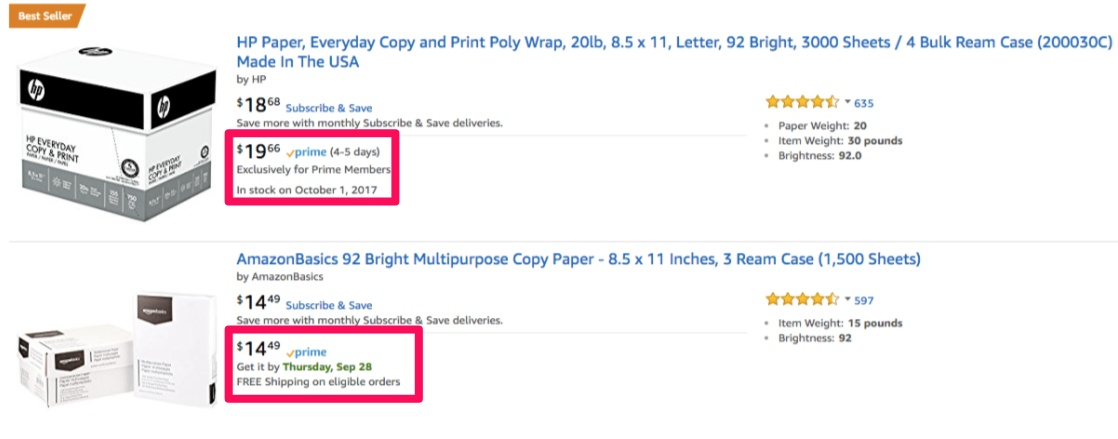 Best Seller
HP Paper, Everyday Copy and Print Poly Wrap, 20lb, 8.5 x 11, Letter, 92 Bright, 3000 Sheets / 4 Bulk Ream Case (200030C)
Made In The USA
by HP
$18 68 Subscribe & Save
Save more with monthly Subscribe & Save deliveries.
$19 66 prime (4-5 days)
Exclusively for Prime Members
In stock on October 1, 2017
635
Paper Weight: 20
Item Weight: 30 pounds
Brightness: 92.0
hp
hp
HP EVERYDAY
COPY & PRINT
HP EVERYDAY
COPY & PRINT
AmazonBasics 92 Bright Multipurpose Copy Paper - 8.5 x 11 Inches, 3 Ream Case (1,500 Sheets)
by AmazonBasics
$14 49 Subscribe & Save
Save more with monthly Subscribe & Save deliveries.
$14 49 prime
Get it by Thursday, Sep 28
FREE Shipping on eligible orders
597
Item Weight: 15 pounds
Brightness: 92